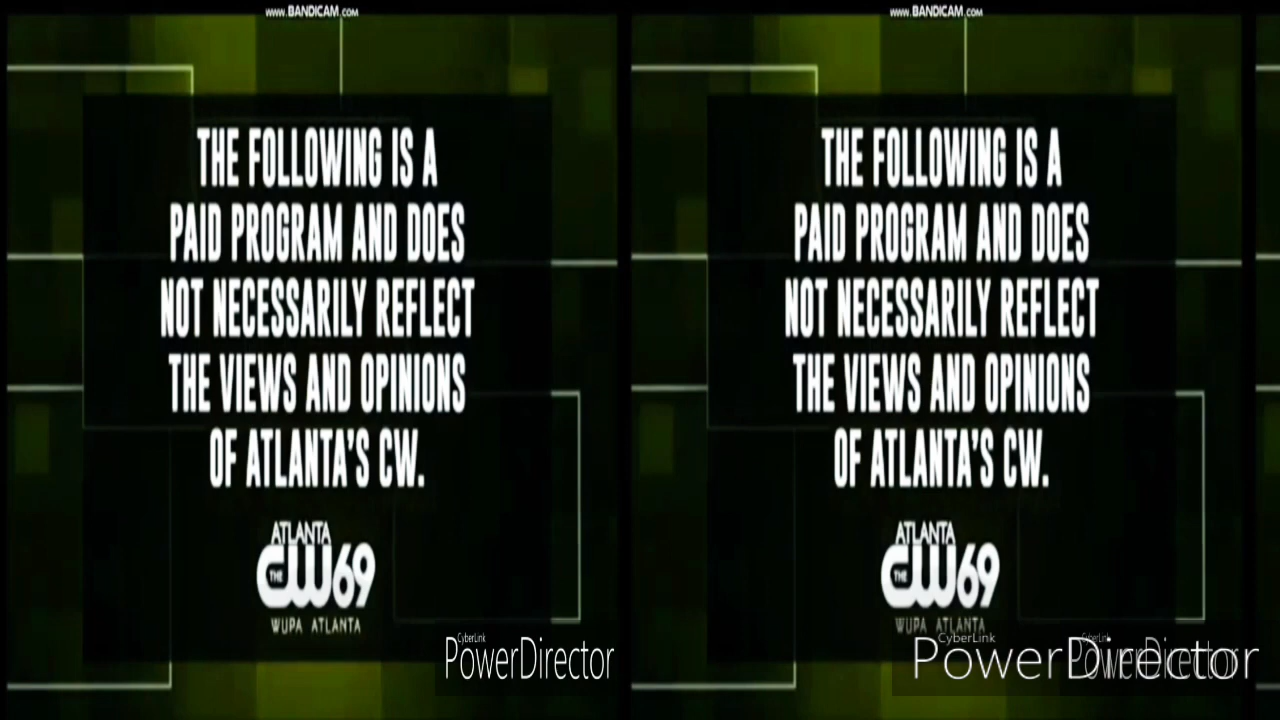 www.BANDICAM.com
THE FOLLOWING IS A
PAID PROGRAM AND DOES
NOT NECESSARILY REFLECT
THE VIEWS AND OPINIONS
OF ATLANTA'S CW.
ATLANTA
THE CW69
WUPA ATLANTA
CyberLink
PowerDirector
www.BANDICAM.com
THE FOLLOWING IS A
PAID PROGRAM AND DOES
NOT NECESSARILY REFLECT
THE VIEWS AND OPINIONS
OF ATLANTA'S CW.
ATLANTA
THE CW69
WUPA ATLANTA
CyberLink
PowerDirector
CyberLink
PowerDirector